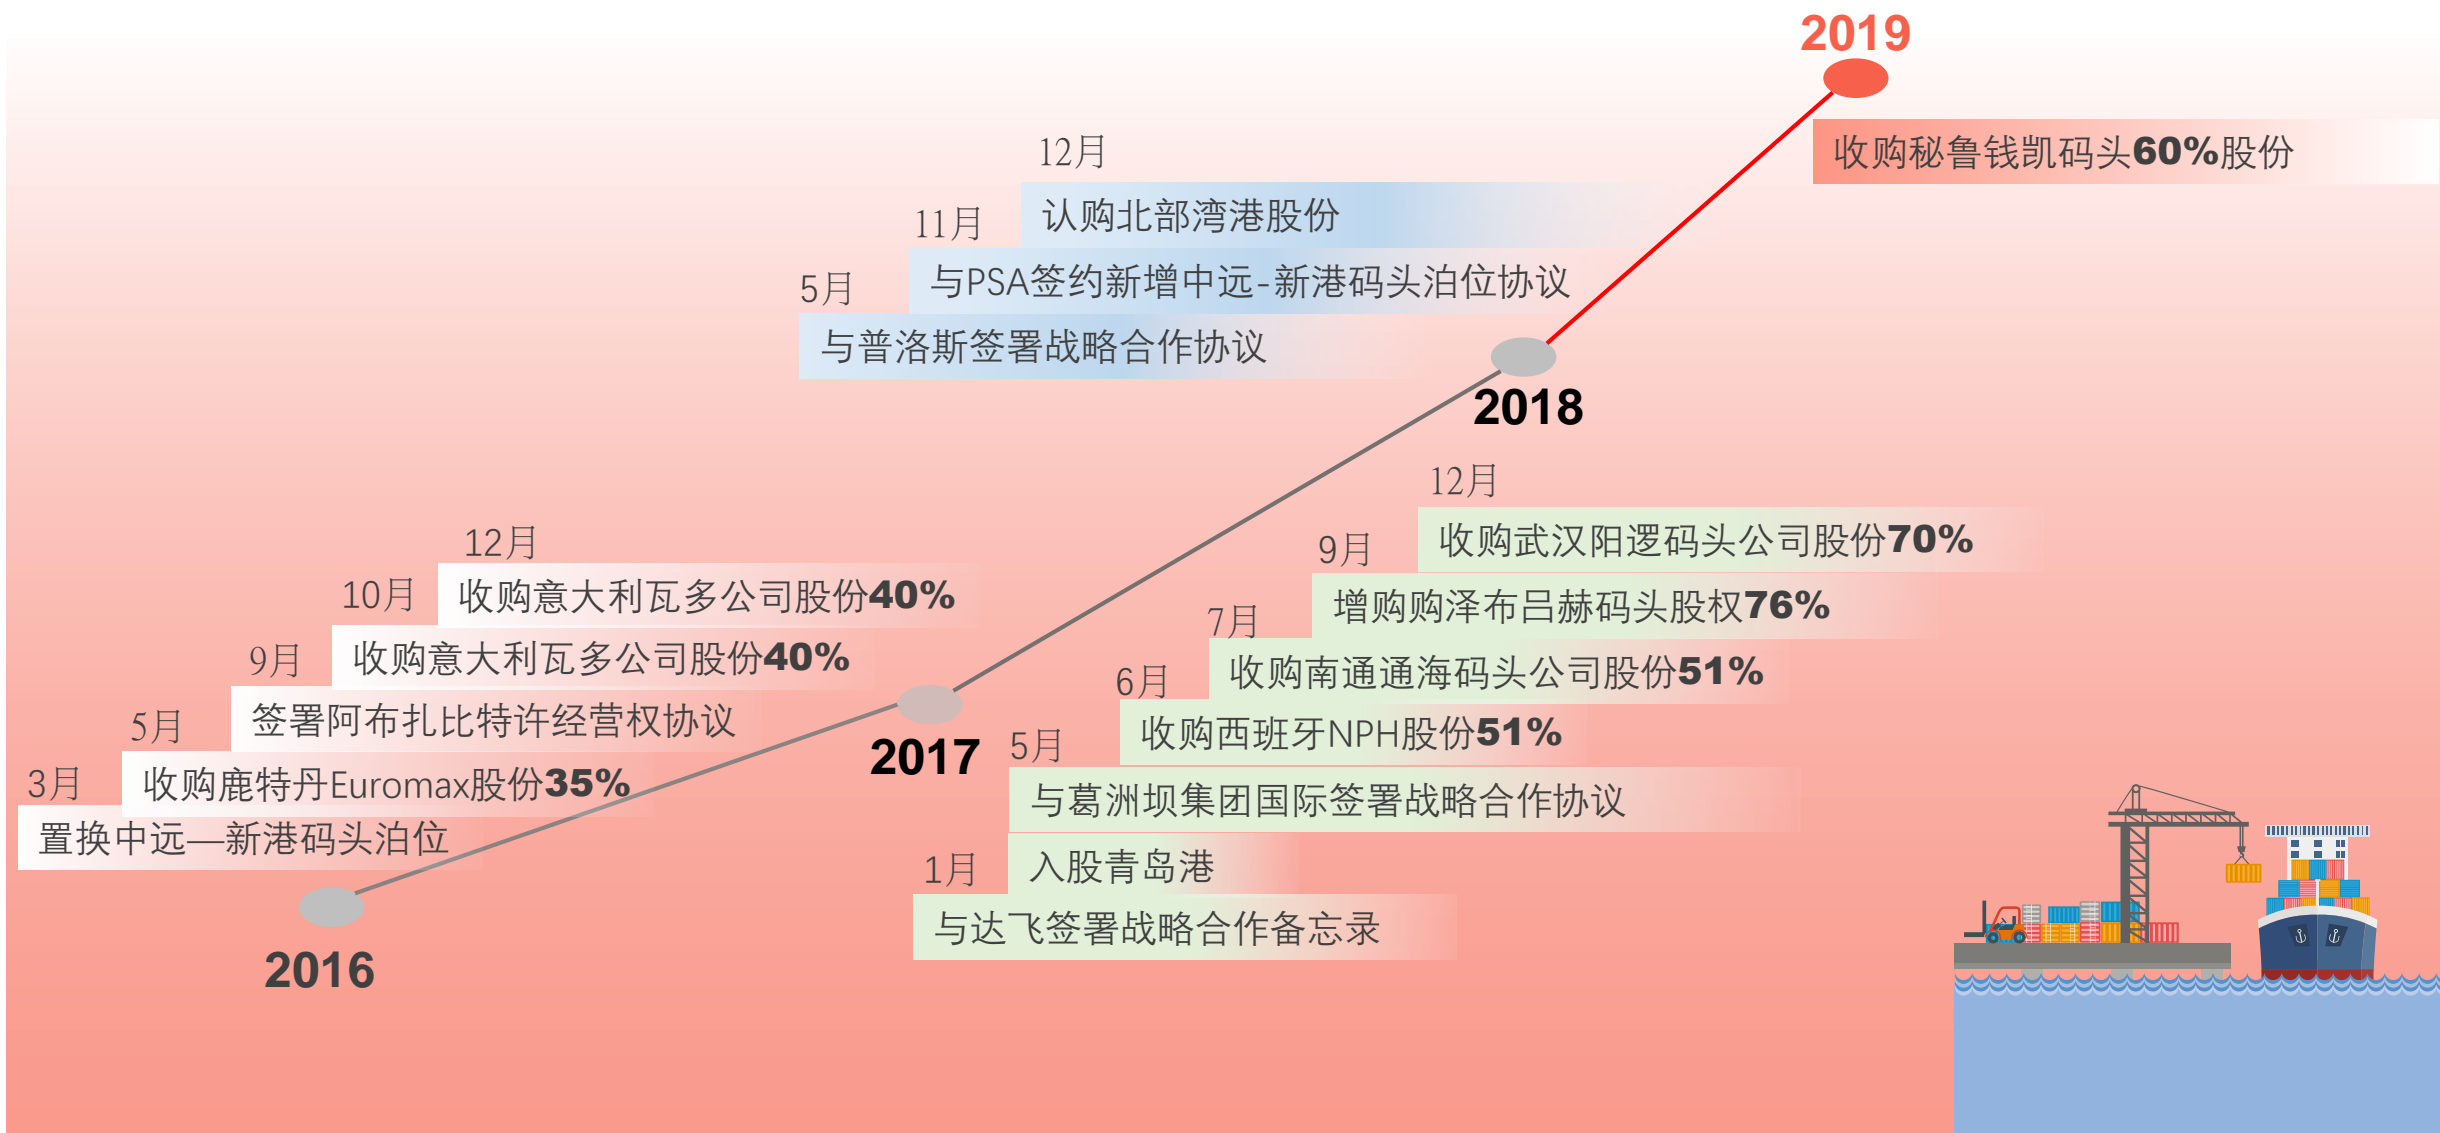 2019
收购秘鲁钱凯码头60%股份
12月
认购北部湾港股份
11月
与PSA签约新增中远-新港码头泊位协议
5月
与普洛斯签署战略合作协议
2018
12月
收购武汉阳逻码头公司股份70%
9月
增购购泽布吕赫码头股权76%
7月
收购南通通海码头公司股份51%
6月
收购西班牙NPH股份51%
5月
与葛洲坝集团国际签署战略合作协议
入股青岛港
1月
与达飞签署战略合作备忘录
2017
12月
收购意大利瓦多公司股份40%
10月
收购意大利瓦多公司股份40%
9月
签署阿布扎比特许经营权协议
5月
收购鹿特丹Euromax股份35%
3月
置换中远—新港码头泊位
2016